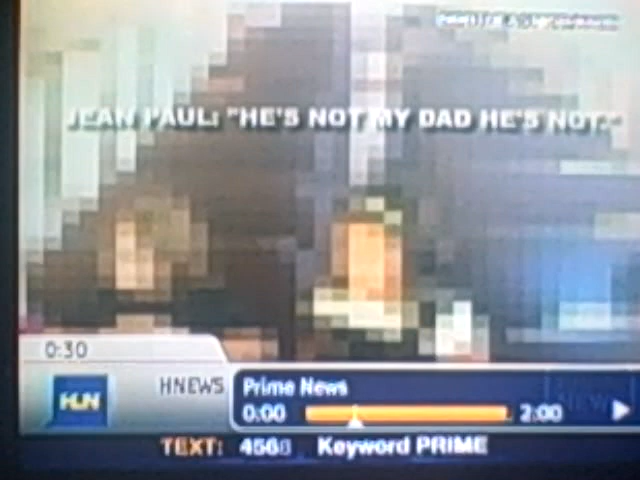 JEAN PAUL: "HE'S NOT MY DAD HE'S NOT."
0:30
HLN HNEWS Prime News
0:00 2:00
TEXT: 4568 Keyword PRIME